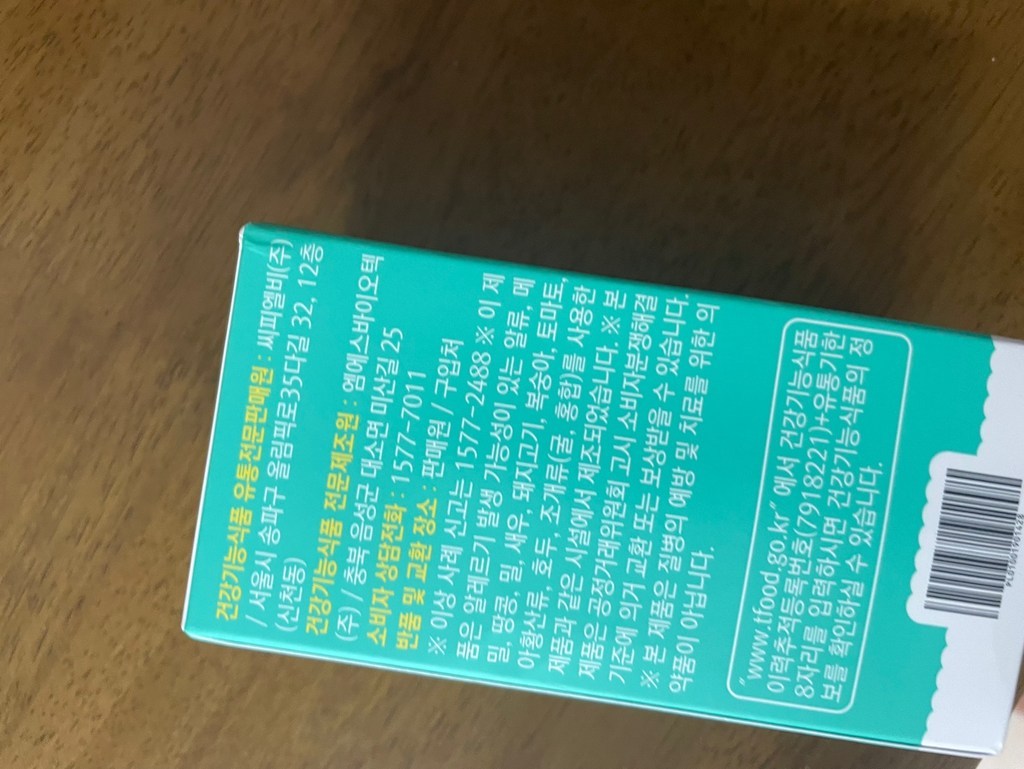 건강기능식품 유통전문판매원 : 씨피엘비(주)
/ 서울시 송파구 올림픽로35다길 32, 12층
(신천동)
건강기능식품 전문제조원 : 엠에스바이오텍
(주) / 충북 음성군 대소면 미산길 25
소비자 상담전화 : 1577-7011
반품 및 교환 장소 : 판매원 / 구입처
※ 이상 사례 신고는 1577-2488 ※ 이 제
품은 알레르기 발생 가능성이 있는 알류, 메
밀, 땅콩, 밀, 새우, 돼지고기, 복숭아, 토마토,
아황산류, 호두, 조개류(굴, 홍합)를 사용한
제품과 같은 시설에서 제조되었습니다. ※ 본
제품은 공정거래위원회 고시 소비자분쟁해결
기준에 의거 교환 또는 보상받을 수 있습니다.
※ 본 제품은 질병의 예방 및 치료를 위한 의
약품이 아닙니다.
"www.tfood.go.kr" 에서 건강기능식품
이력추적등록번호(7918221)+유통기한
8자리를 입력하시면 건강기능식품의 정
보를 확인하실 수 있습니다.